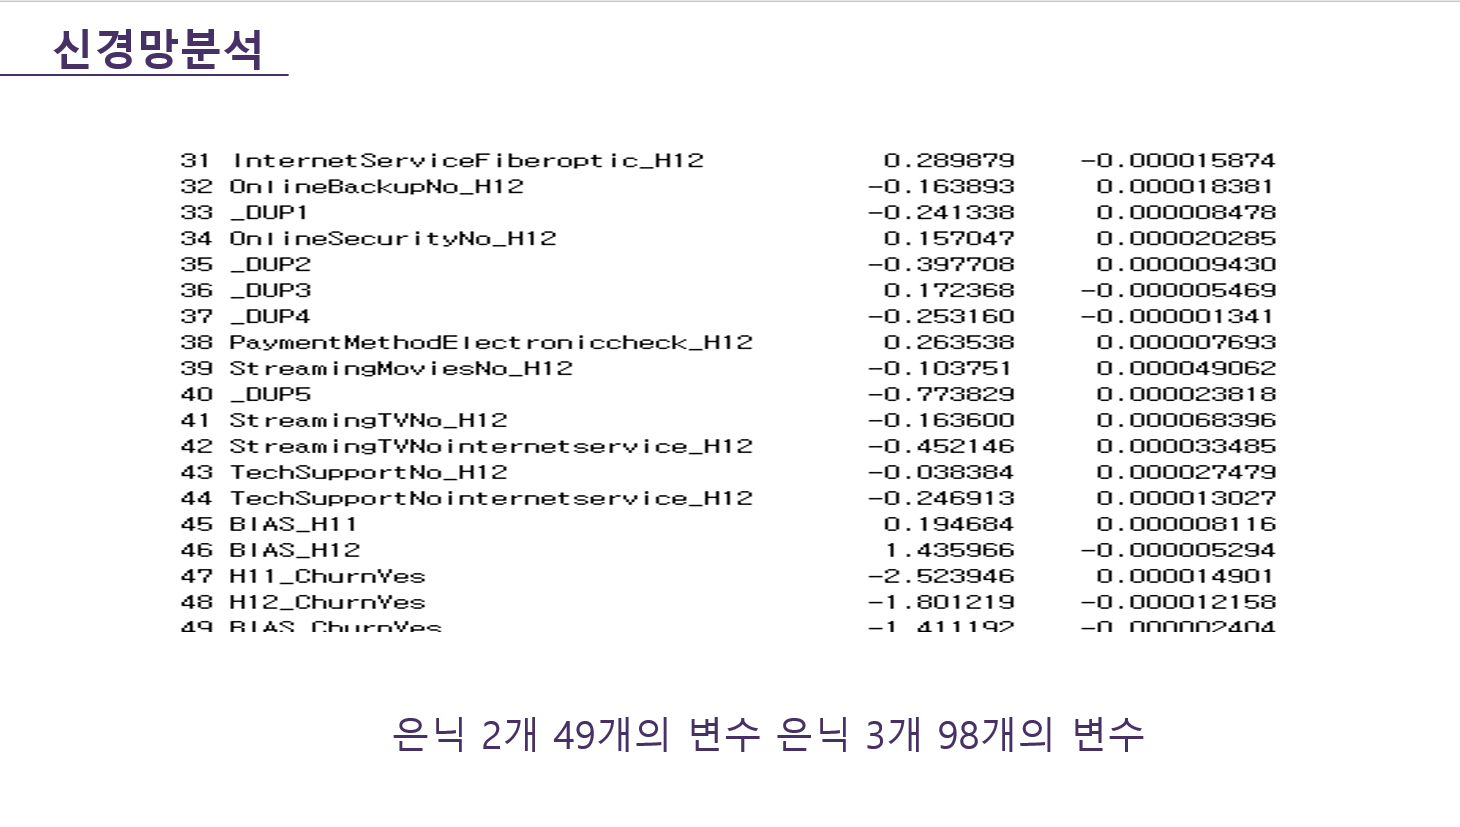 신경망분석
31 InternetServiceFiberoptic_H12 0.289879 -0.000015874
32 OnlineBackupNo_H12 -0.163893 0.000018381
33 _DUP1 -0.241338 0.000008478
34 OnlineSecurityNo_H12 0.157047 0.000020285
35 _DUP2 -0.397708 0.000009430
36 _DUP3 0.172368 -0.000005469
37 _DUP4 -0.253160 -0.000001341
38 PaymentMethodElectroniccheck_H12 0.263538 0.000007693
39 StreamingMoviesNo_H12 -0.103751 0.000049062
40 _DUP5 -0.773829 0.000023818
41 StreamingTVNo_H12 -0.163600 0.000068396
42 StreamingTVNointernetservice_H12 -0.452146 0.000033485
43 TechSupportNo_H12 -0.038384 0.000027479
44 TechSupportNointernetservice_H12 -0.246913 0.000013027
45 BIAS_H11 0.194684 0.000008116
46 BIAS_H12 1.435966 -0.000005294
47 H11_ChurnYes -2.523946 0.000014901
48 H12_ChurnYes -1.801219 -0.000012158
49 BIAS_ChurnYes -1.411192 -0.000002404
은닉 2개 49개의 변수 은닉 3개 98개의 변수